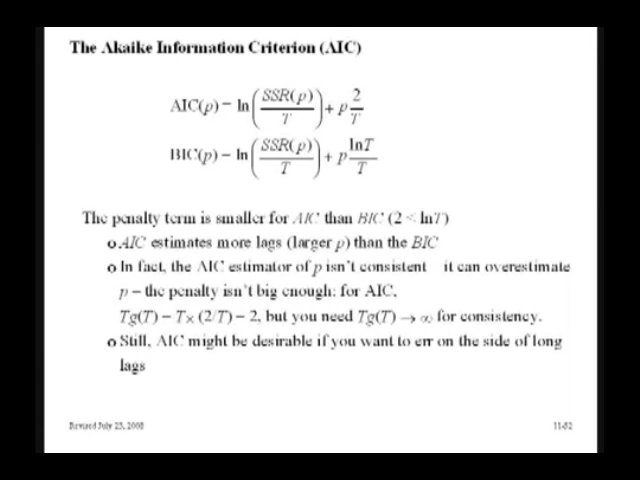 The Akaike Information Criterion (AIC)
AIC(p) = ln(SSR(p)/T) + p 2/T
BIC(p) = ln(SSR(p)/T) + p lnT/T
The penalty term is smaller for AIC than BIC (2 < lnT)
o AIC estimates more lags (larger p) than the BIC
o In fact, the AIC estimator of p isn't consistent it can overestimate
p – the penalty isn't big enough: for AIC,
Tg(T) = T× (2/T) = 2, but you need Tg(T) → ∞ for consistency.
o Still, AIC might be desirable if you want to err on the side of long
lags
Revised July 23, 2008